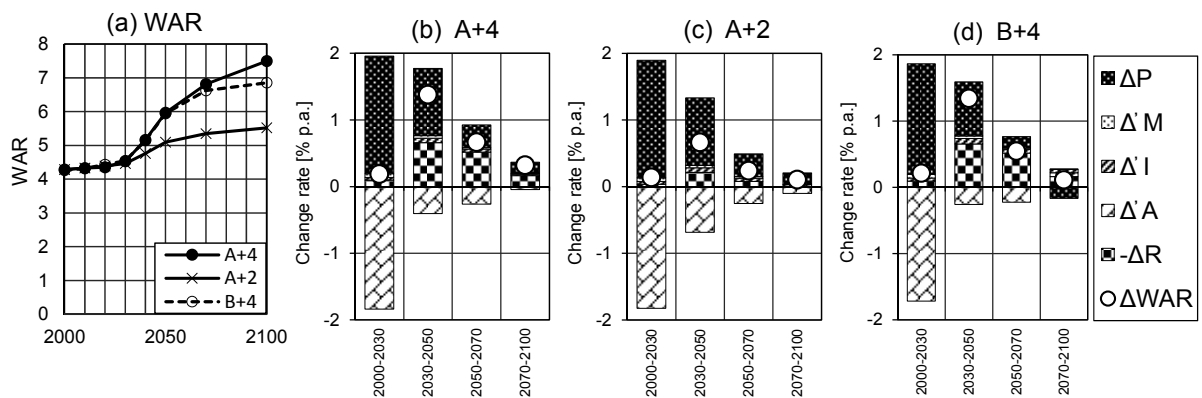 (a) WAR
8
7
6
5
4
3
2
1
0
WAR
2000
2050
2100
A+4
A+2
B+4
(b) A+4
2
1
0
-1
-2
Change rate [% p.a.]
2000-2030
2030-2050
2050-2070
2070-2100
(c) A+2
2
1
0
-1
-2
Change rate [% p.a.]
2000-2030
2030-2050
2050-2070
2070-2100
(d) B+4
2
1
0
-1
-2
Change rate [% p.a.]
2000-2030
2030-2050
2050-2070
2070-2100
ΔP
Δ'M
Δ'I
Δ'A
-ΔR
ΔWAR